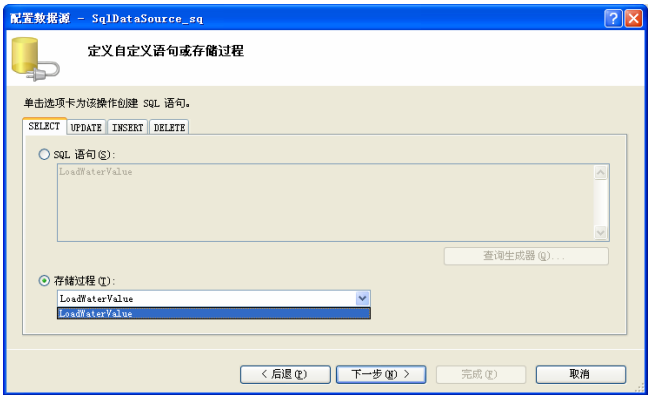 配置数据源 - SqlDataSource_sq
定义自定义语句或存储过程
单击选项卡为该操作创建 SQL 语句。
SELECT UPDATE INSERT DELETE
SQL 语句(S):
LoadWaterValue
查询生成器(Q)...
存储过程(T):
LoadWaterValue
LoadWaterValue
< 后退(P) 下一步(N) > 完成(F) 取消